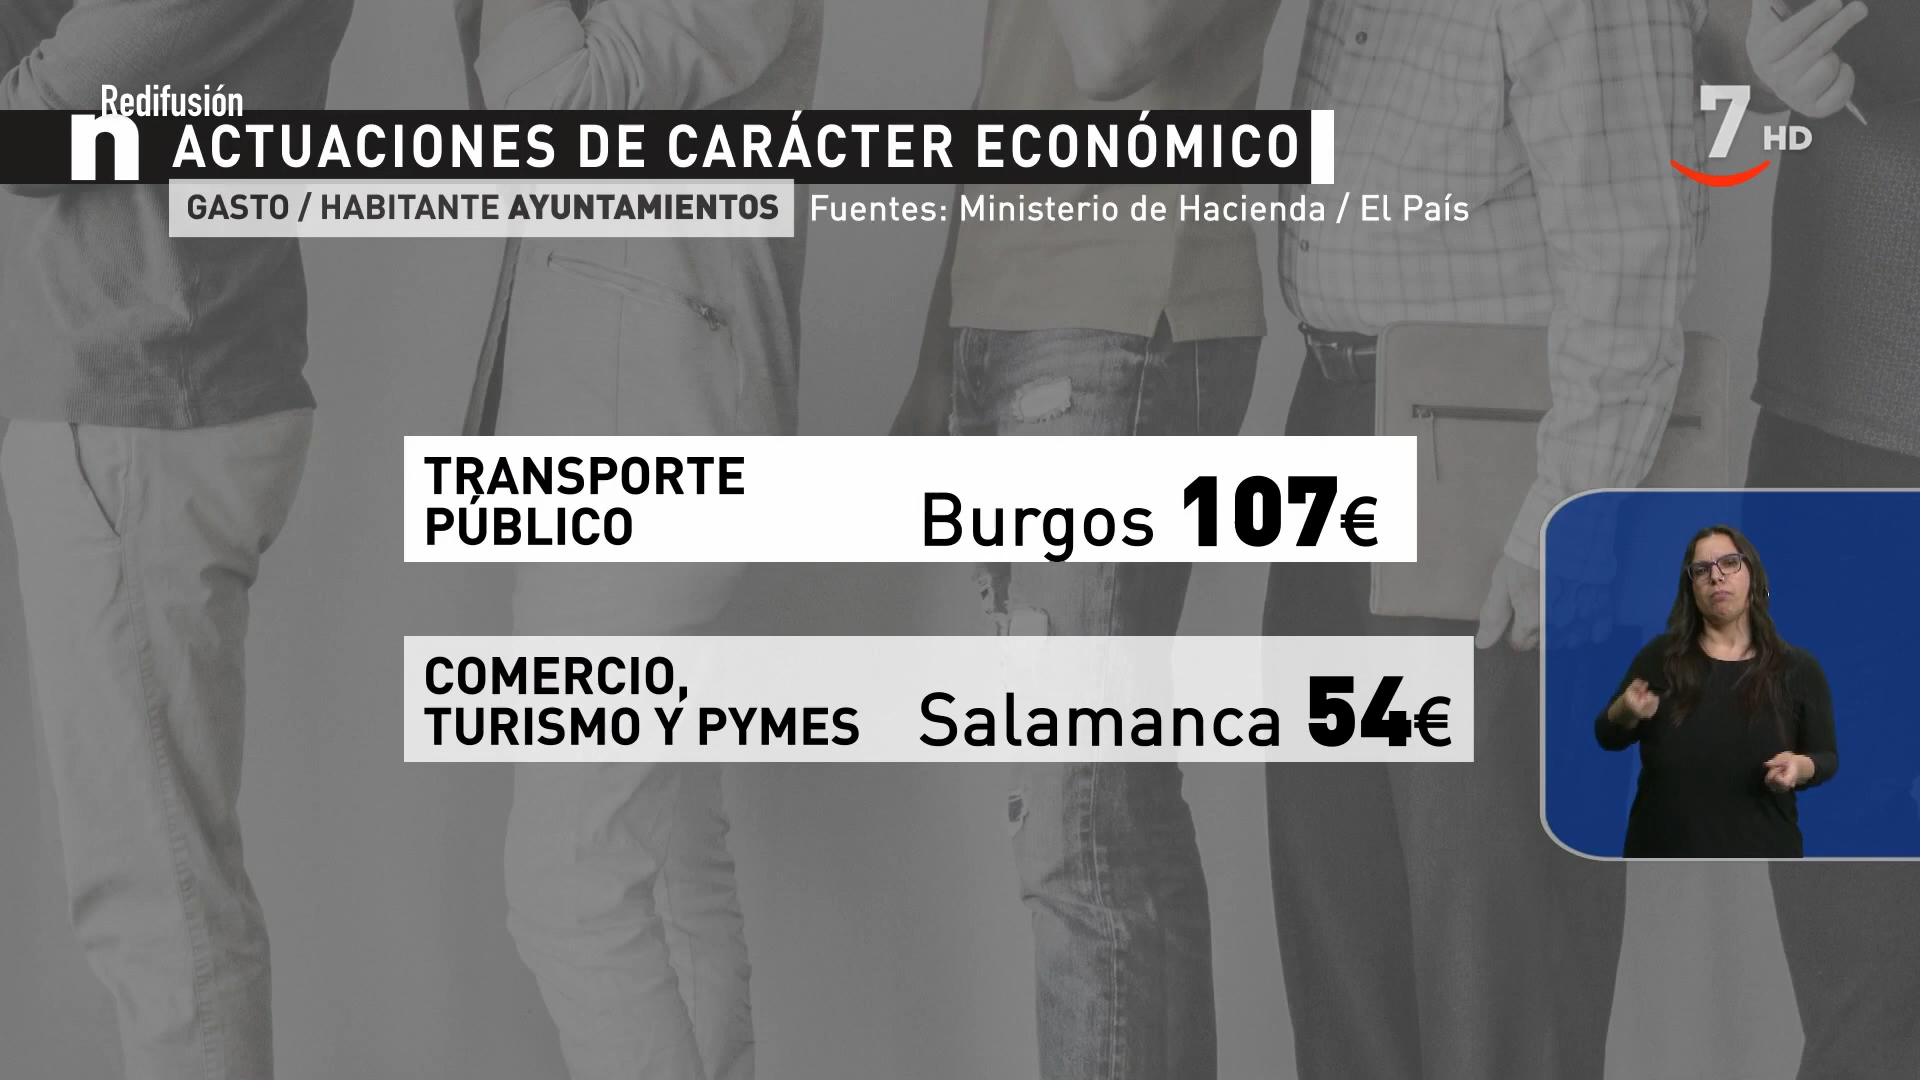 Redifusión
n ACTUACIONES DE CARÁCTER ECONÓMICO
7 HD
GASTO / HABITANTE AYUNTAMIENTOS Fuentes: Ministerio de Hacienda / El País
TRANSPORTE
PÚBLICO
Burgos 107€
COMERCIO,
TURISMO Y PYMES
Salamanca 54€